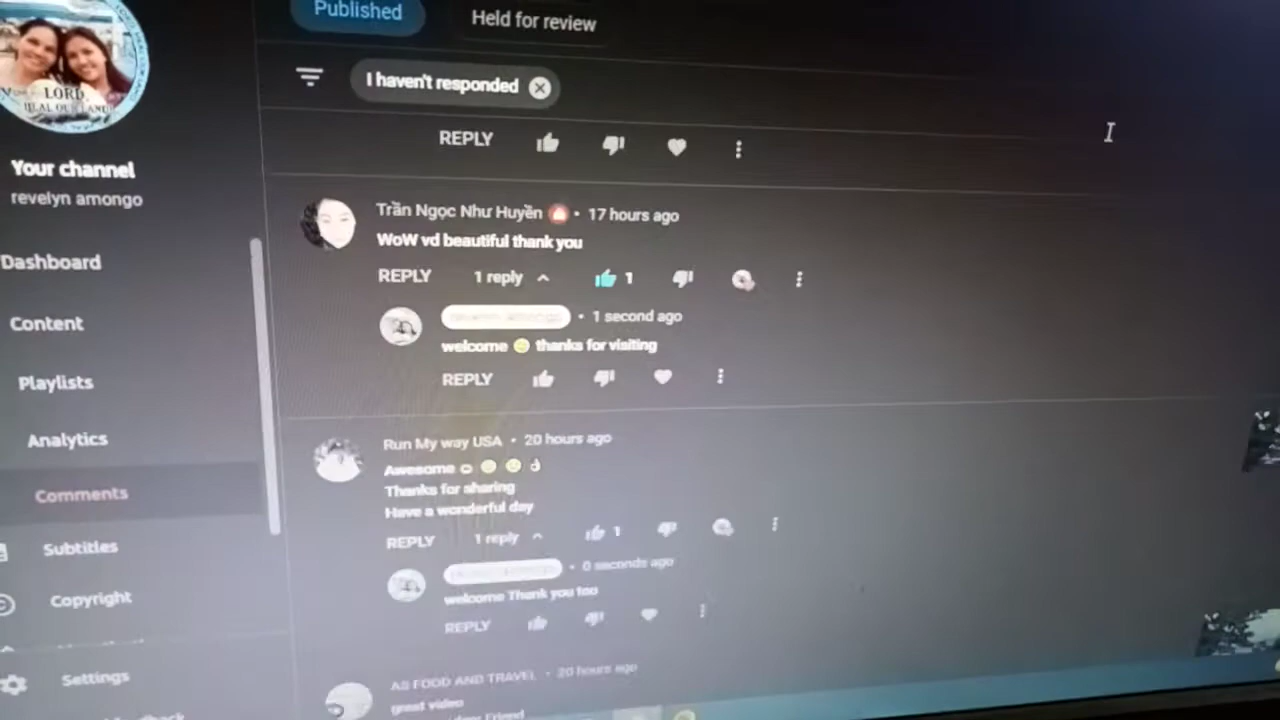 Published
Held for review
I haven't responded
LORD,
HEAL OUR LAND
Your channel
revelyn amongo
Dashboard
Content
Playlists
Analytics
Comments
Subtitles
Copyright
Settings
REPLY
Trần Ngọc Như Huyền • 17 hours ago
WoW vd beautiful thank you
REPLY 1 reply 1
• 1 second ago
welcome 😊 thanks for visiting
REPLY
Run My way USA • 20 hours ago
Awesome
Thanks for sharing
Have a wonderful day
REPLY 1 reply 1
• 0 seconds ago
welcome Thank you too
REPLY
AS FOOD AND TRAVEL • 20 hours ago
great video